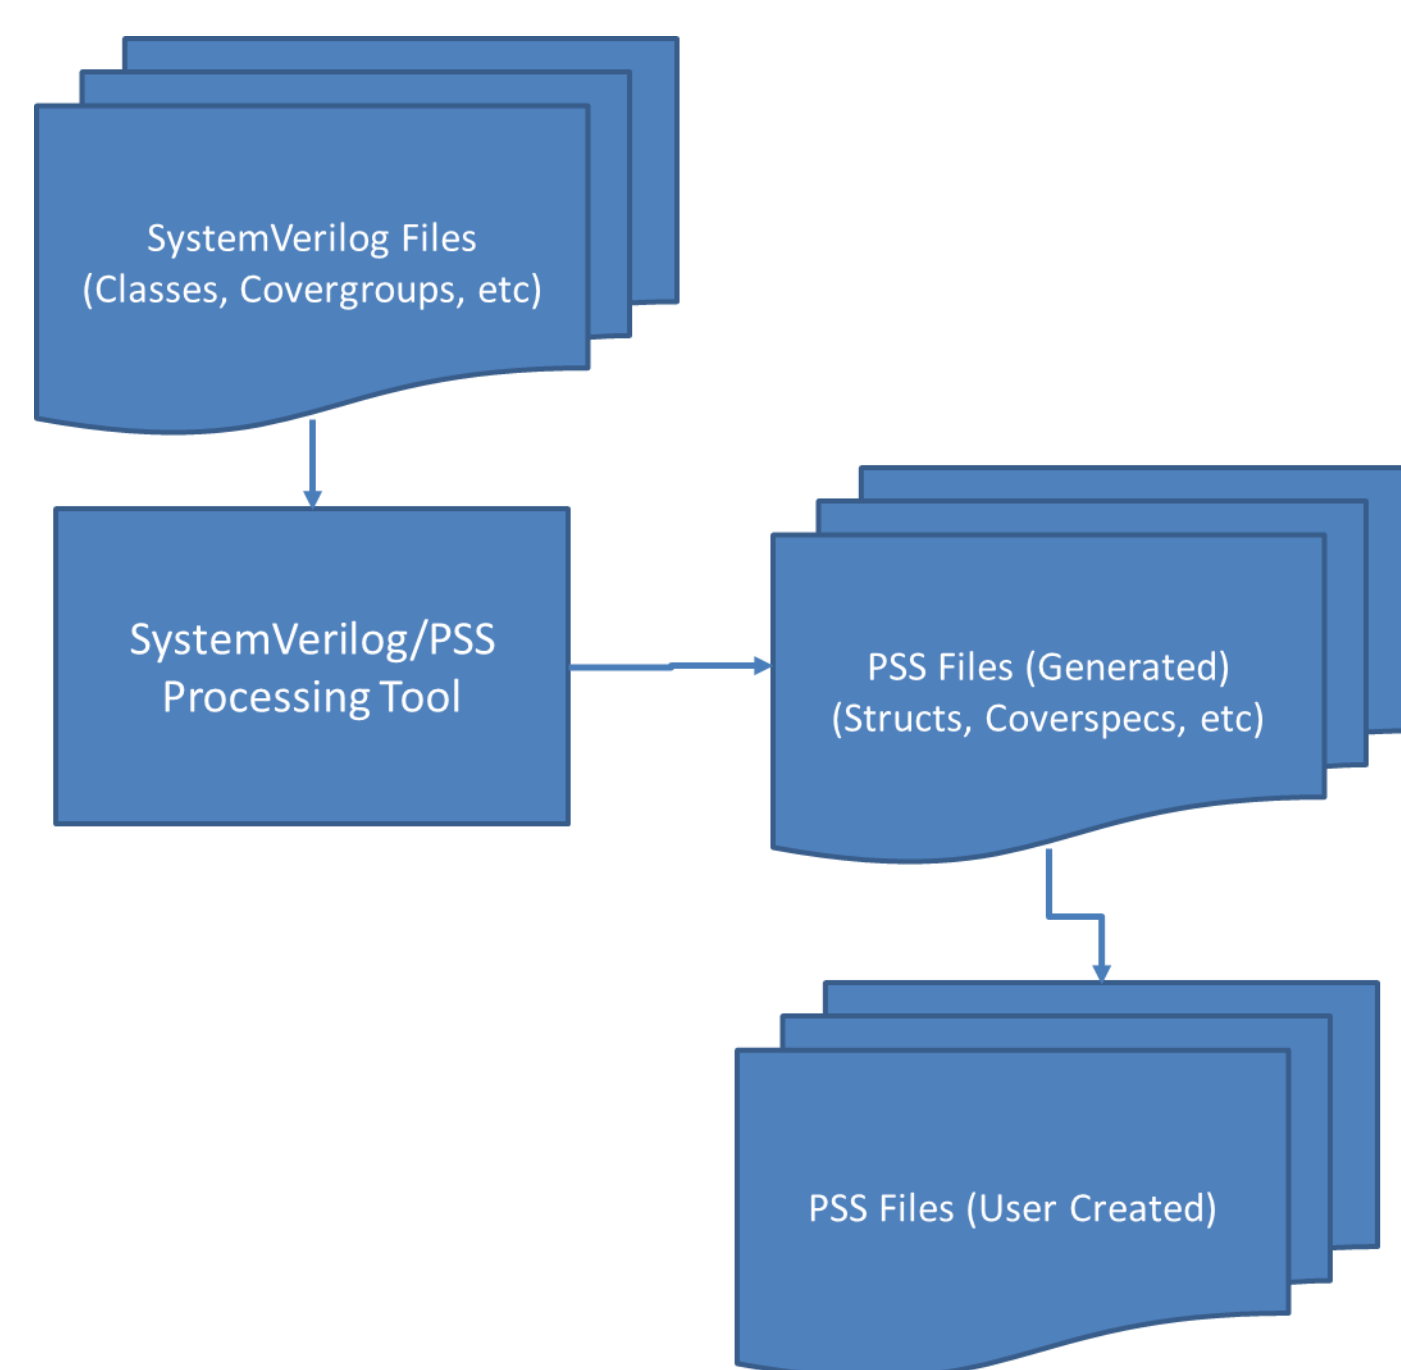 SystemVerilog Files
(Classes, Covergroups, etc)
SystemVerilog/PSS
Processing Tool
PSS Files (Generated)
(Structs, Coverspecs, etc)
PSS Files (User Created)